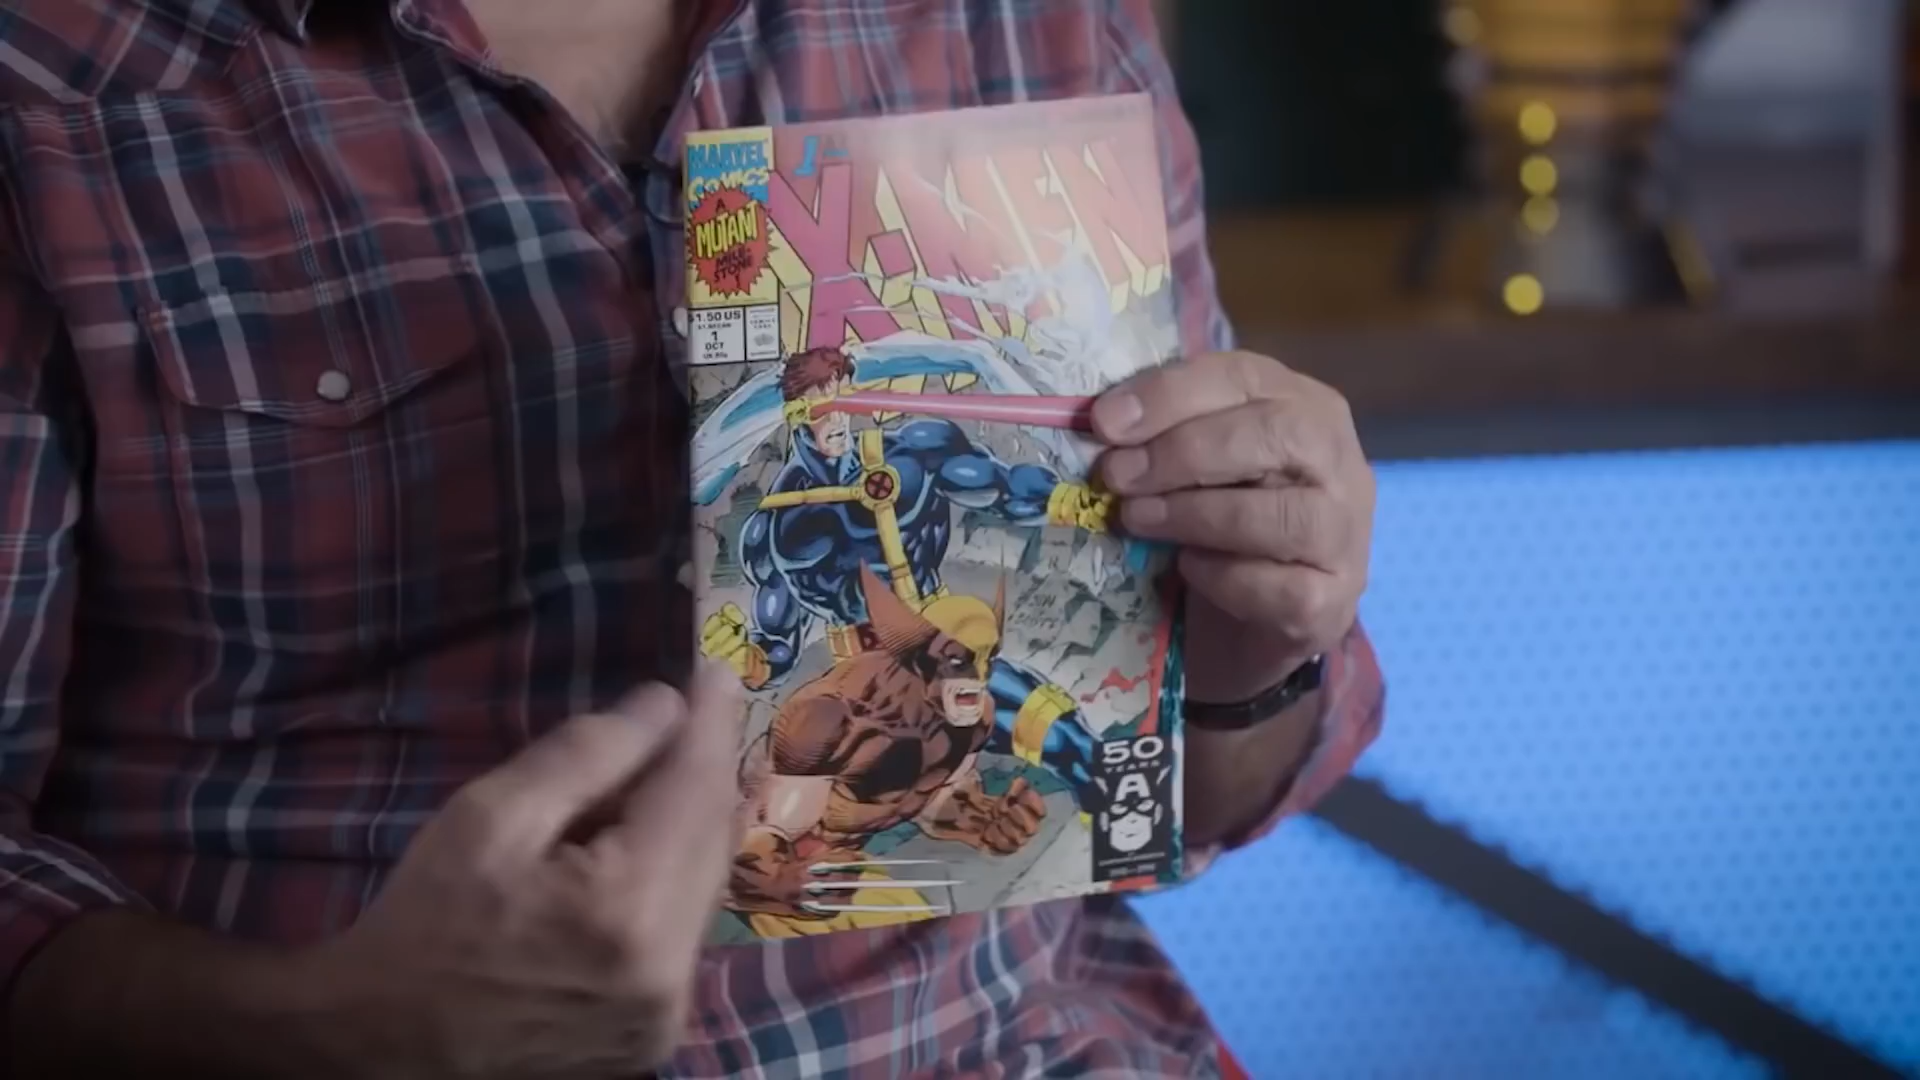 MARVEL
COMICS
1
X-MEN
A
MUTANT
MILE-
STONE
!
$1.50 US
1
OCT
50
YEARS
A